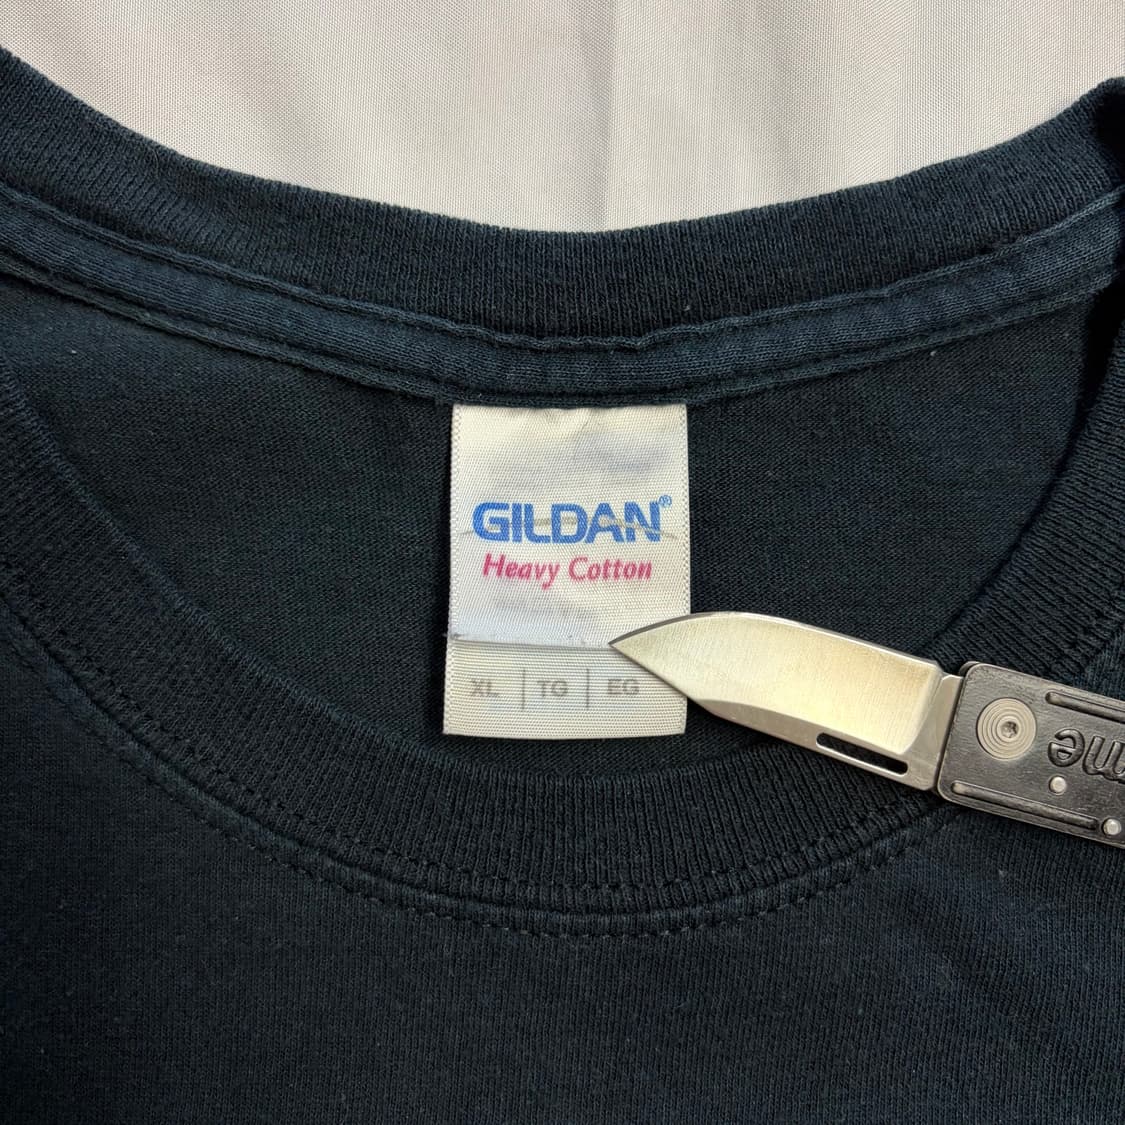 GILDAN®
Heavy Cotton
XL | TG | EG